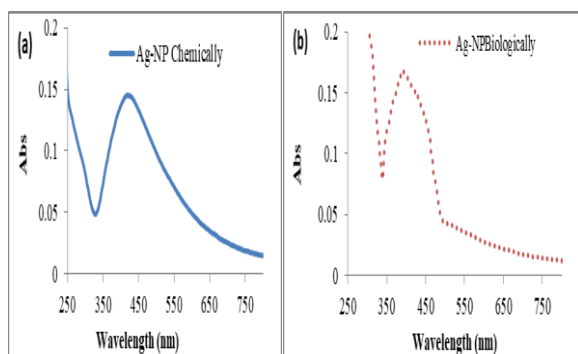 (a)
Ag-NP Chemically
0.2
0.15
0.1
0.05
0
Abs
250 350 450 550 650 750
Wavelength (nm)
(b)
Ag-NPBiologically
0.2
0.15
0.1
0.05
0
Abs
250 350 450 550 650 750
Wavelength (nm)